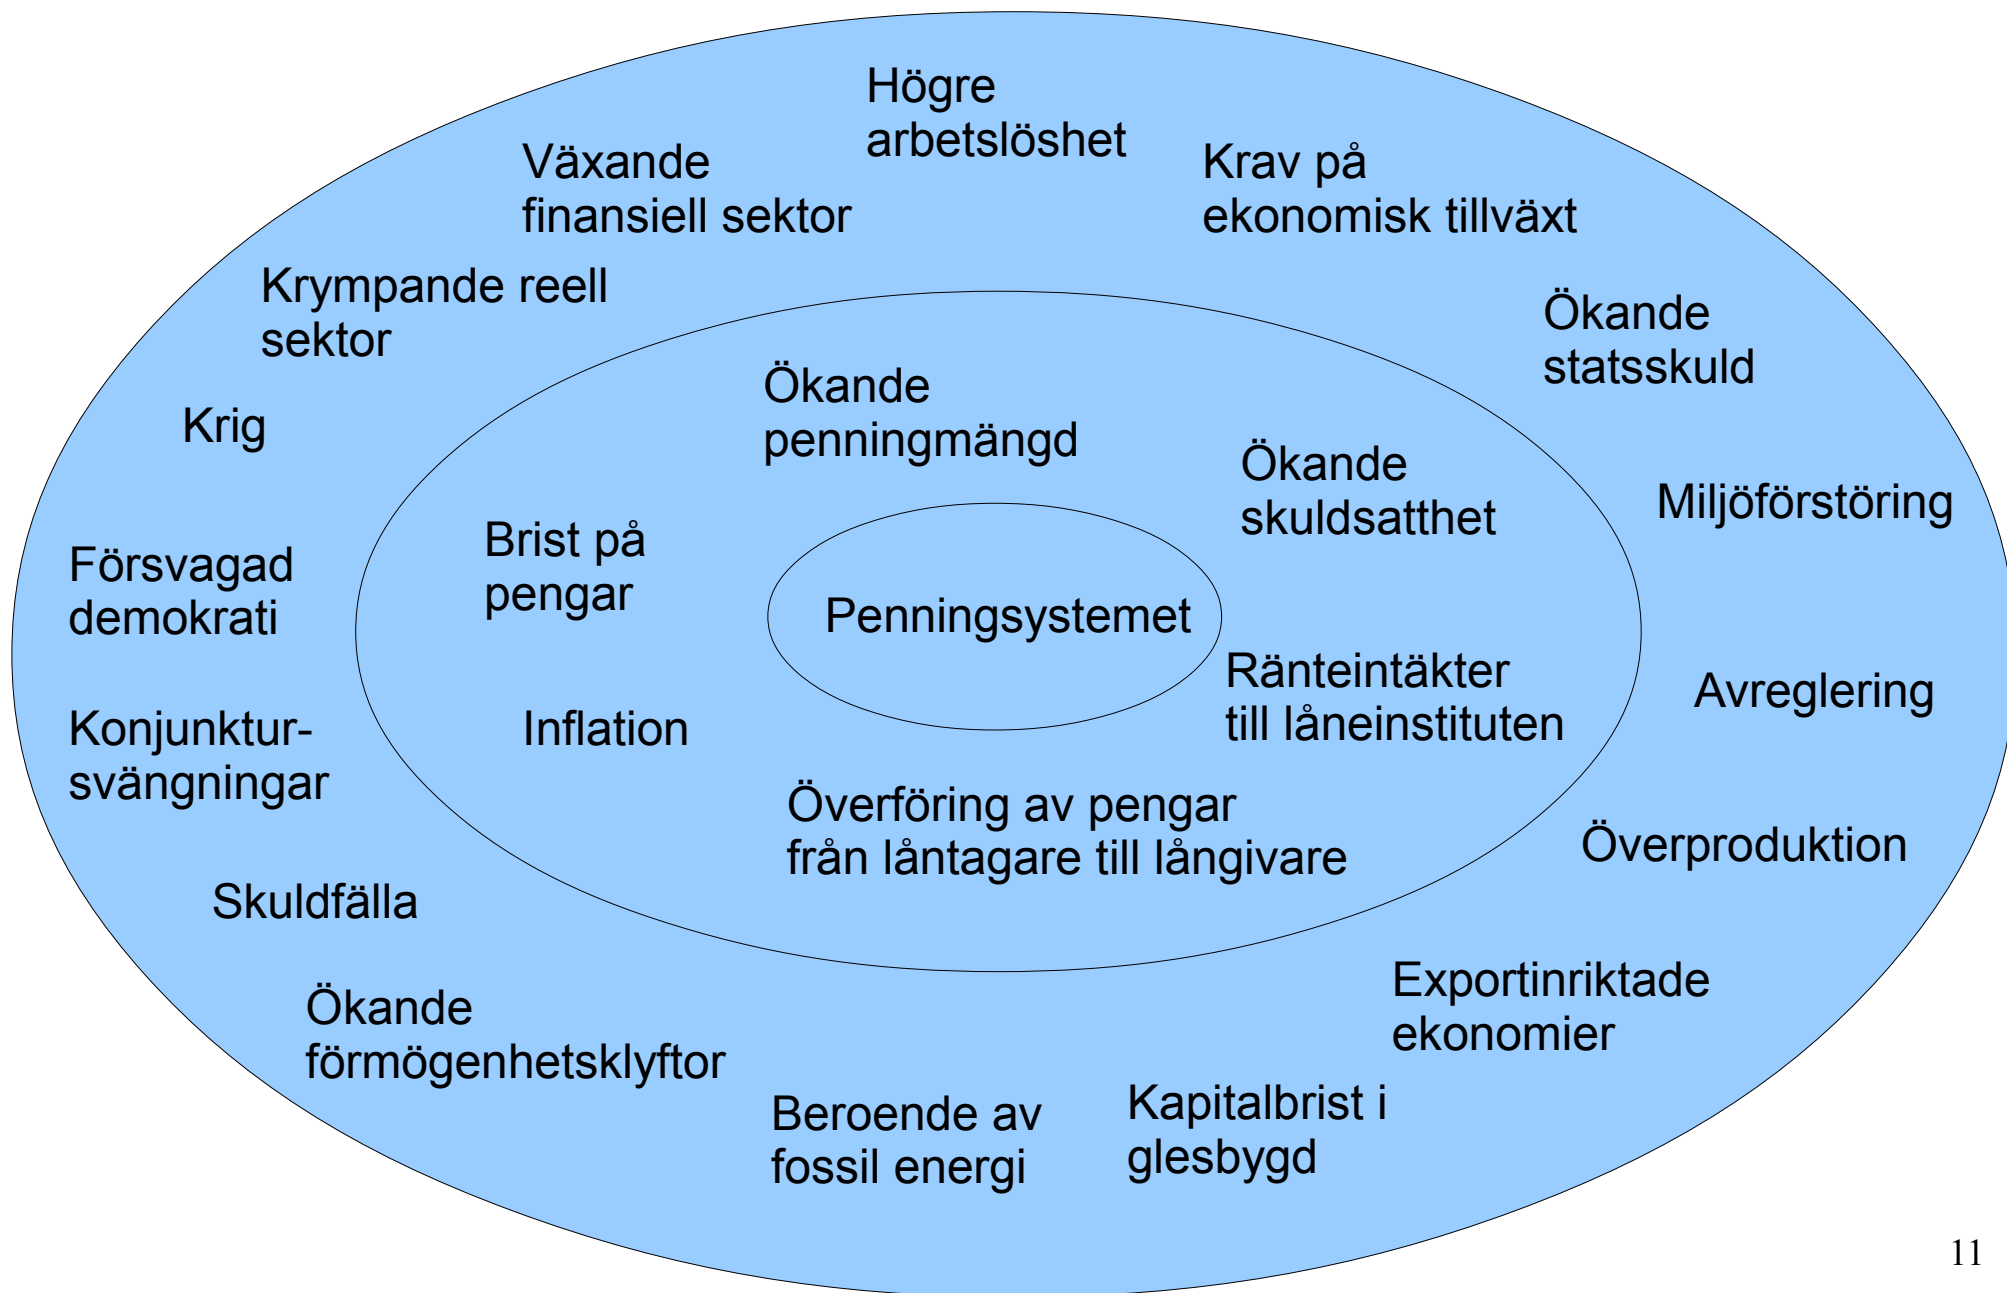 Högre
arbetslöshet
Växande
finansiell sektor
Krav på
ekonomisk tillväxt
Krympande reell
sektor
Ökande
statsskuld
Krig
Ökande
penningmängd
Ökande
skuldsatthet
Miljöförstöring
Brist på
pengar
Försvagad
demokrati
Penningsystemet
Ränteintäkter
till låneinstituten
Avreglering
Konjunktur-
svängningar
Inflation
Överföring av pengar
från låntagare till långivare
Överproduktion
Skuldfälla
Exportinriktade
ekonomier
Ökande
förmögenhetsklyftor
Beroende av
fossil energi
Kapitalbrist i
glesbygd
11